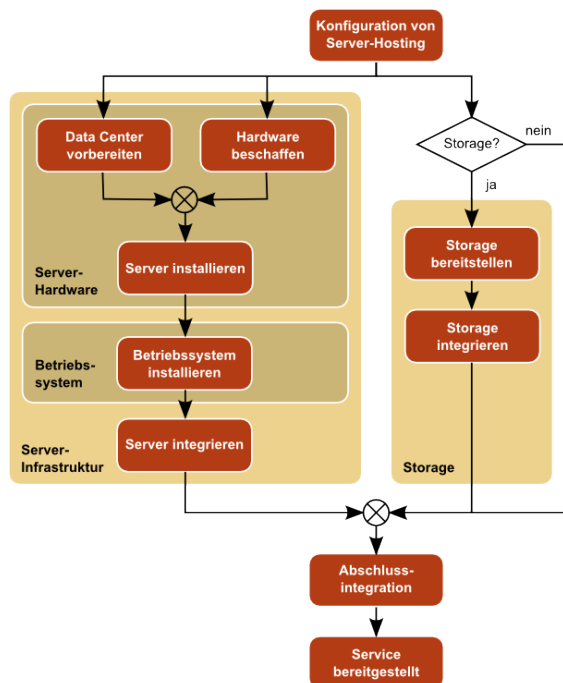 Konfiguration von
Server-Hosting
Data Center
vorbereiten
Hardware
beschaffen
Storage?
nein
ja
Server installieren
Server-
Hardware
Storage
bereitstellen
Storage
integrieren
Betriebssystem
installieren
Betriebs-
system
Server integrieren
Server-
Infrastruktur
Storage
Abschluss-
integration
Service
bereitgestellt